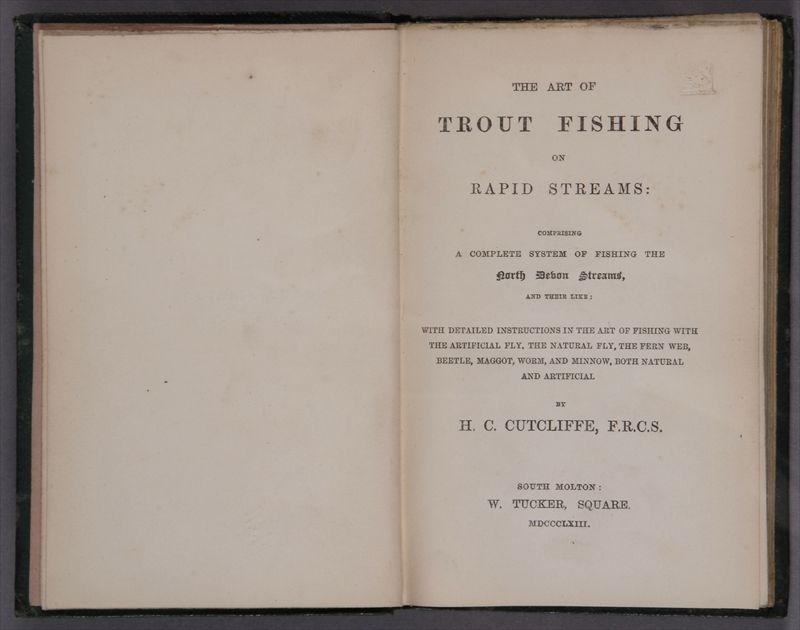 THE ART OF
TROUT FISHING
ON
RAPID STREAMS:
COMPRISING
A COMPLETE SYSTEM OF FISHING THE
North Devon Streams,
AND THEIR LIKE;
WITH DETAILED INSTRUCTIONS IN THE ART OF FISHING WITH
THE ARTIFICIAL FLY, THE NATURAL FLY, THE FERN WEB,
BEETLE, MAGGOT, WORM, AND MINNOW, BOTH NATURAL
AND ARTIFICIAL
BY
H. C. CUTCLIFFE, F.R.C.S.
SOUTH MOLTON:
W. TUCKER, SQUARE.
MDCCCLXIII.